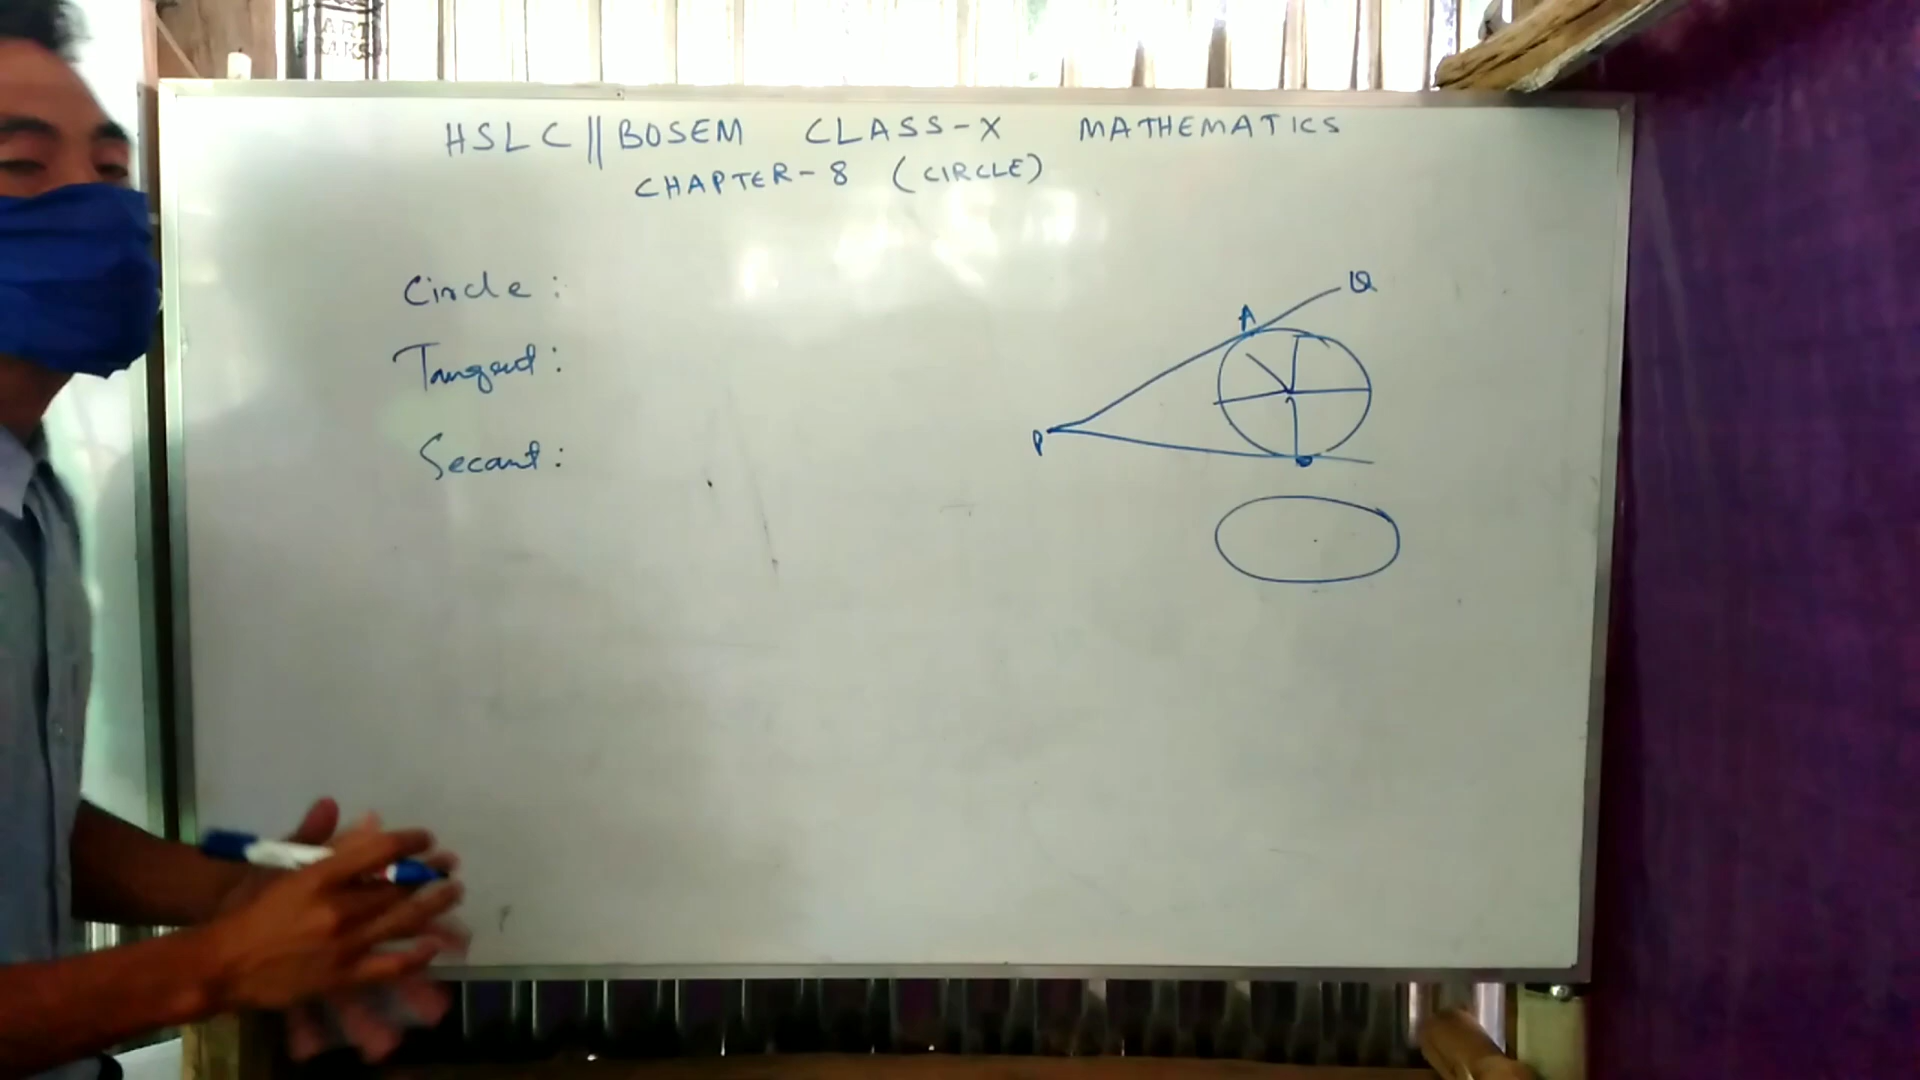 HSLC || BOSEM CLASS-X MATHEMATICS
CHAPTER-8 (CIRCLE)
Circle :
Tangent :
Secant :
Q
A
P